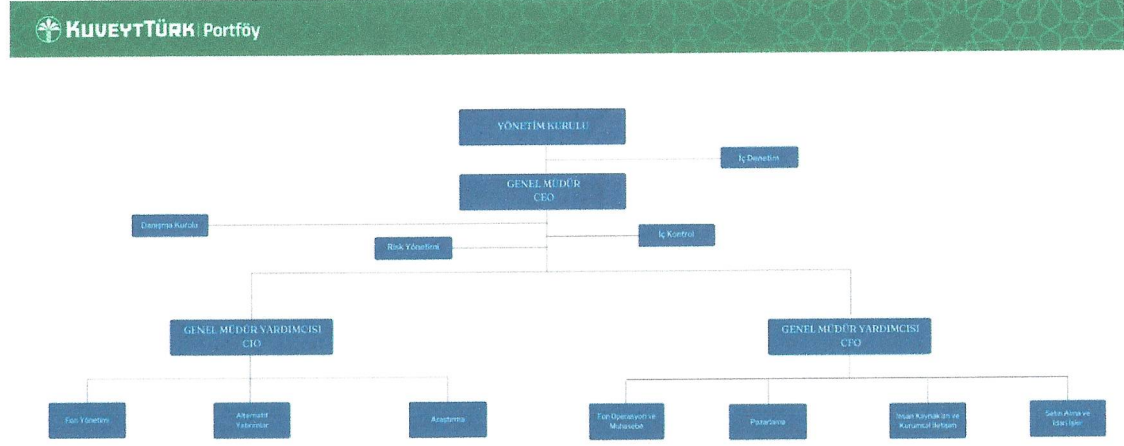 KUVEYTTÜRK | Portföy
YÖNETİM KURULU
İç Denetim
GENEL MÜDÜR
CEO
Danışma Kurulu
İç Kontrol
Risk Yönetimi
GENEL MÜDÜR YARDIMCISI
CIO
GENEL MÜDÜR YARDIMCISI
CFO
Fon Yönetimi
Alternatif
Yatırımlar
Araştırma
Fon Operasyon ve
Muhasebe
Pazarlama
İnsan Kaynakları ve
Kurumsal İletişim
Satın Alma ve
İdari İşler